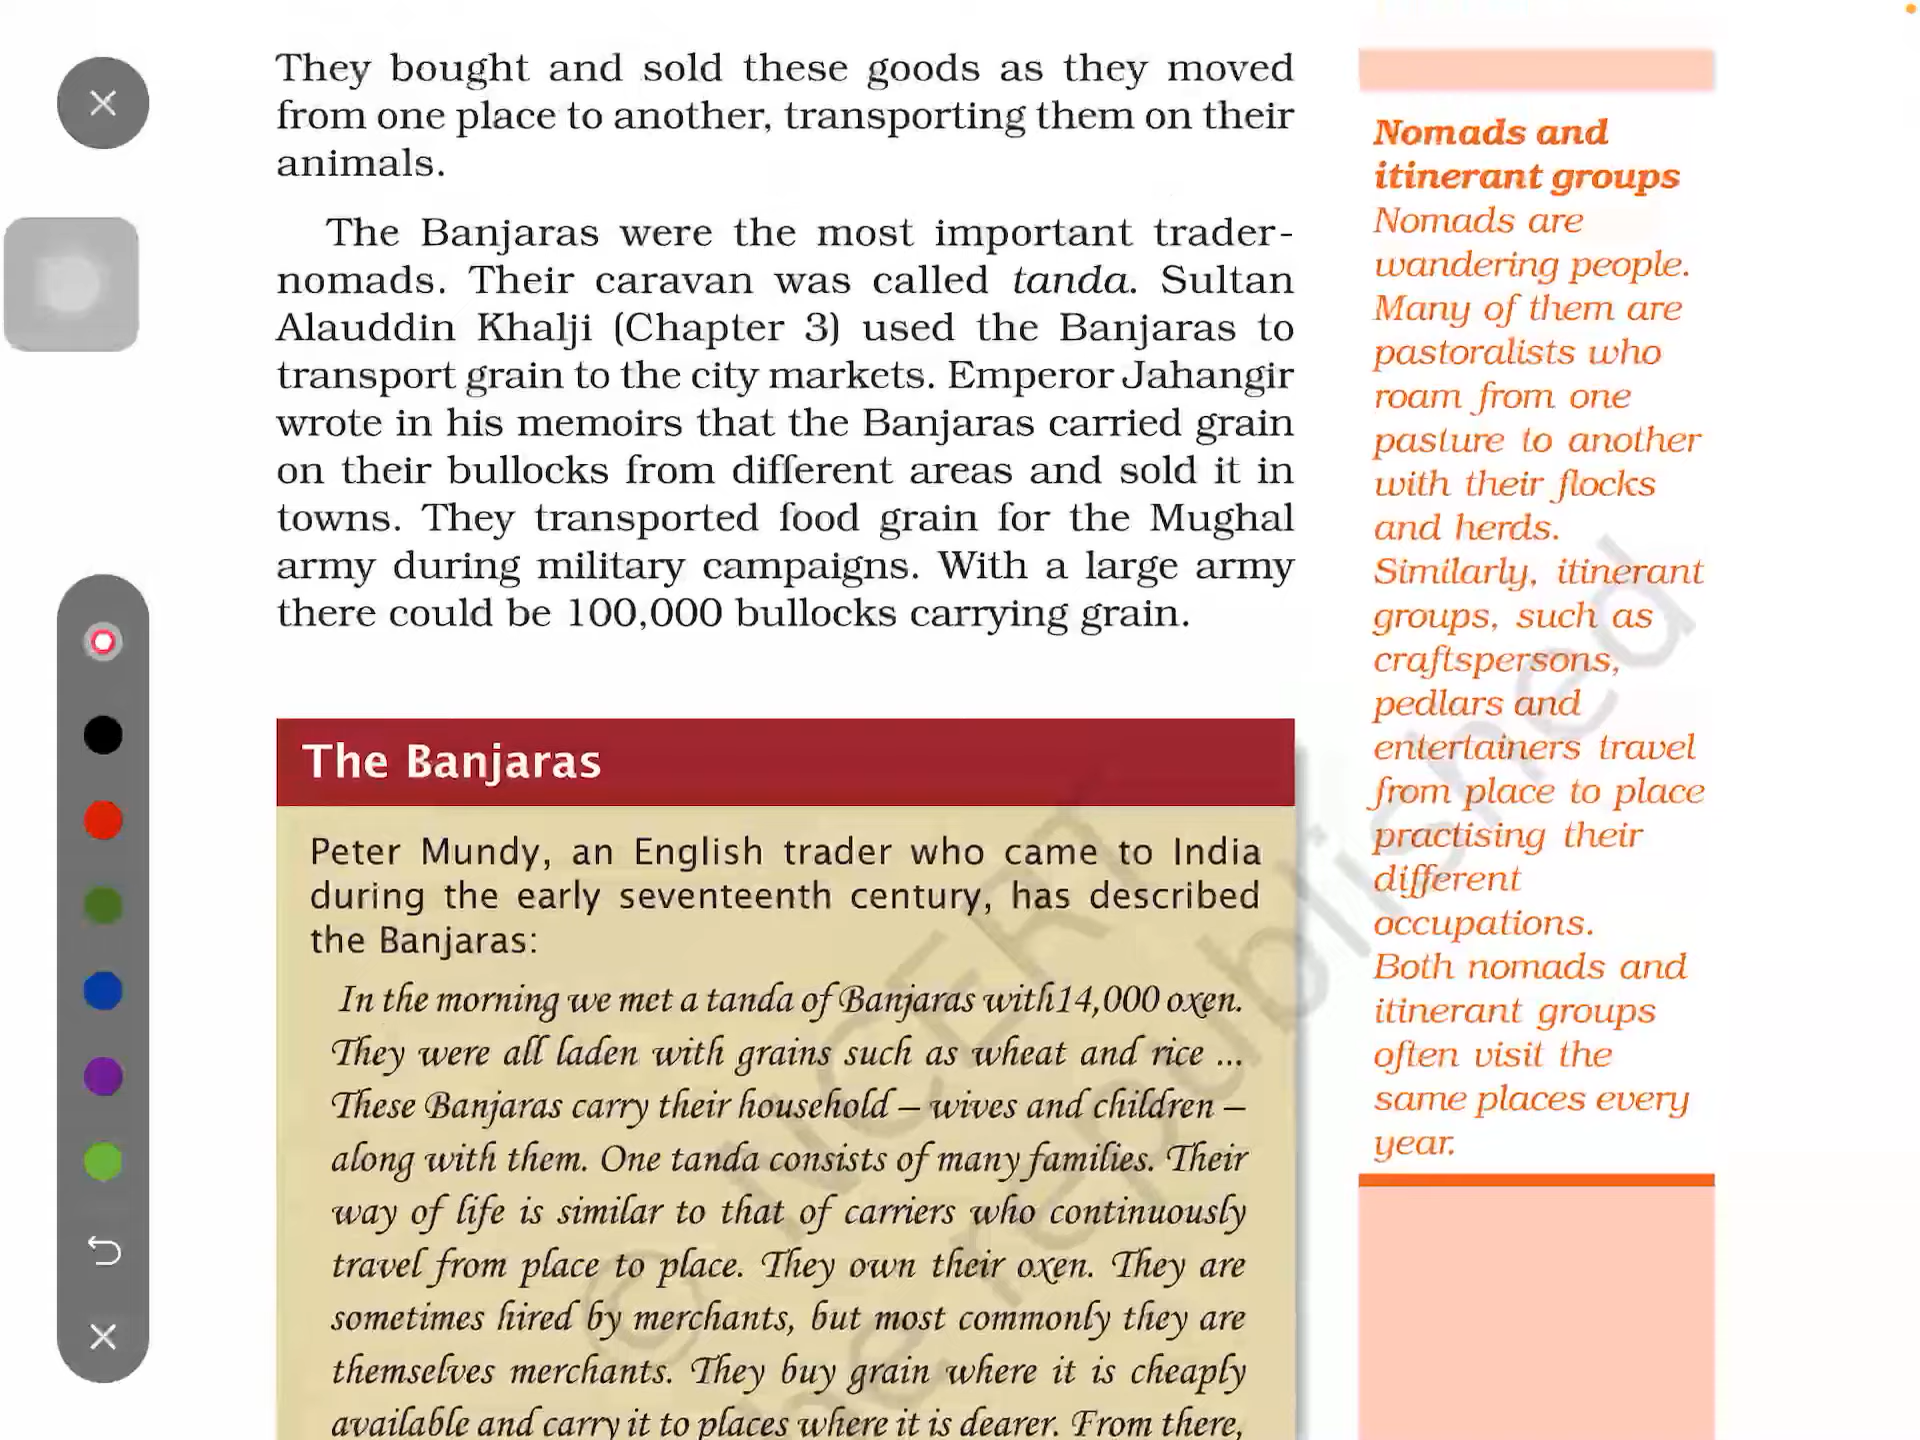 They bought and sold these goods as they moved
from one place to another, transporting them on their
animals.
The Banjaras were the most important trader-
nomads. Their caravan was called tanda. Sultan
Alauddin Khalji (Chapter 3) used the Banjaras to
transport grain to the city markets. Emperor Jahangir
wrote in his memoirs that the Banjaras carried grain
on their bullocks from different areas and sold it in
towns. They transported food grain for the Mughal
army during military campaigns. With a large army
there could be 100,000 bullocks carrying grain.
The Banjaras
Peter Mundy, an English trader who came to India
during the early seventeenth century, has described
the Banjaras:
In the morning we met a tanda of Banjaras with14,000 oxen.
They were all laden with grains such as wheat and rice ...
These Banjaras carry their household – wives and children –
along with them. One tanda consists of many families. Their
way of life is similar to that of carriers who continuously
travel from place to place. They own their oxen. They are
sometimes hired by merchants, but most commonly they are
themselves merchants. They buy grain where it is cheaply
available and carry it to places where it is dearer. From there,
Nomads and
itinerant groups
Nomads are
wandering people.
Many of them are
pastoralists who
roam from one
pasture to another
with their flocks
and herds.
Similarly, itinerant
groups, such as
craftspersons,
pedlars and
entertainers travel
from place to place
practising their
different
occupations.
Both nomads and
itinerant groups
often visit the
same places every
year.
© NCERT
be republished